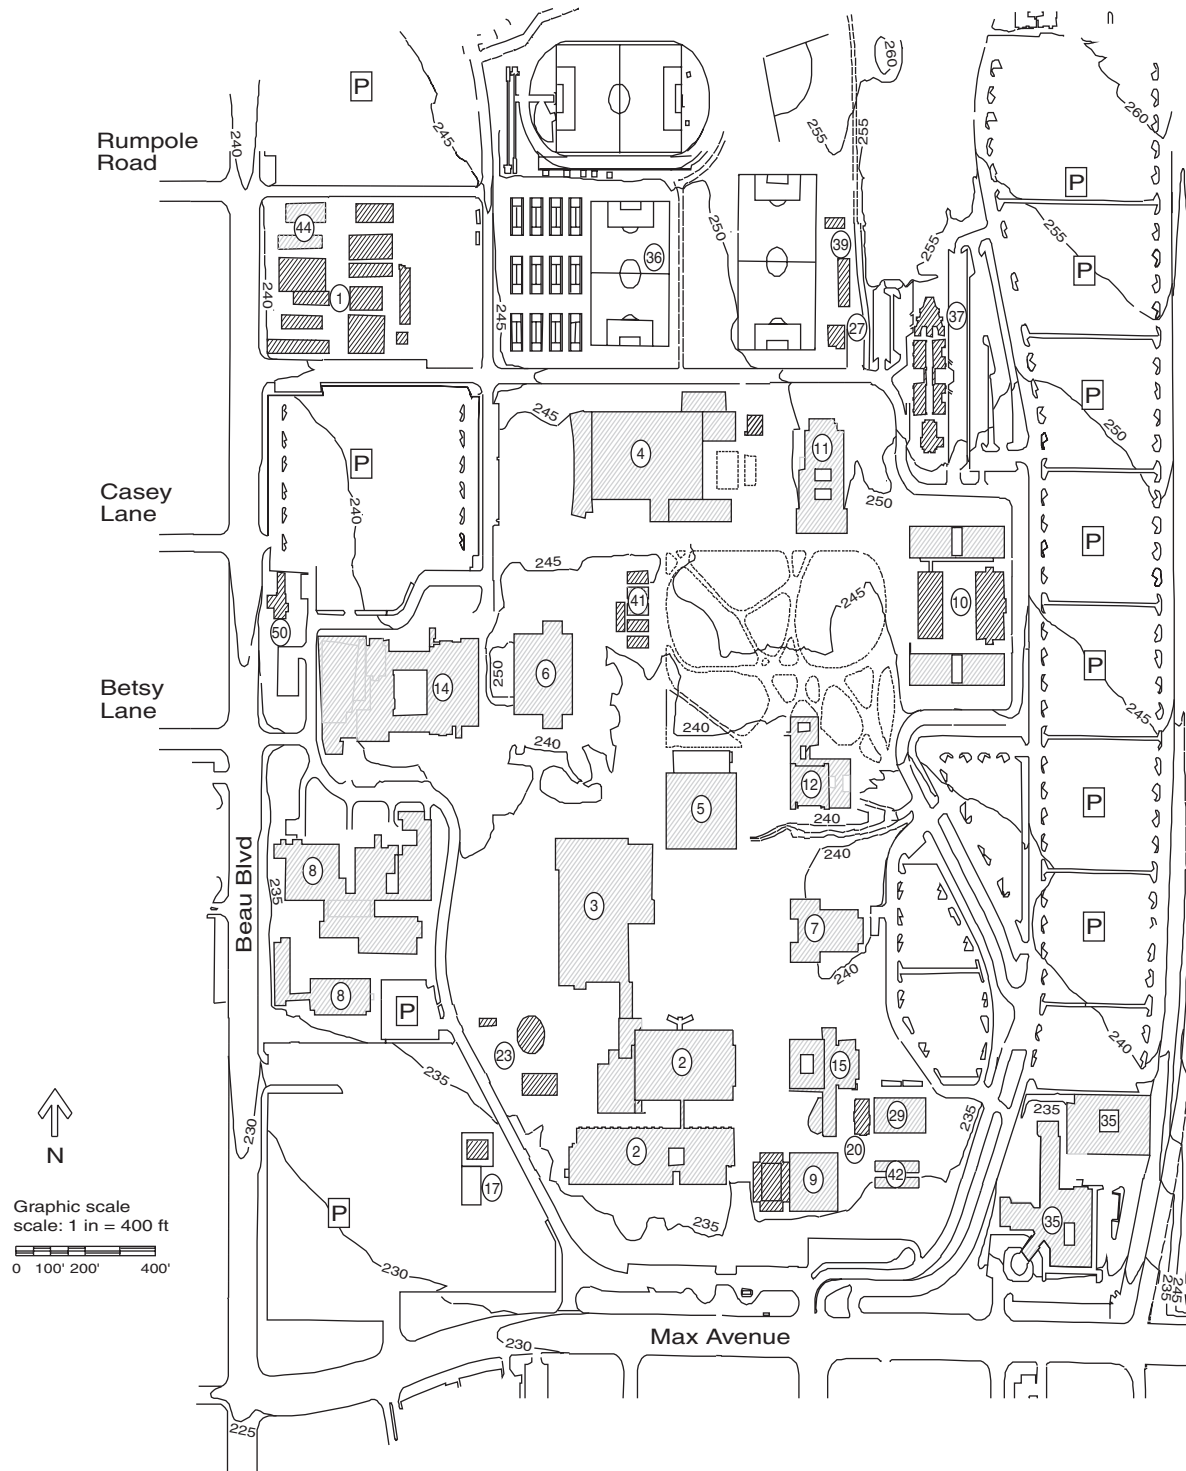 260
P
245
240
255
255
260
Rumpole
Road
P
44
250
36
39
255
255
P
240
1
245
27
37
P
245
4
11
250
P
240
250
Casey
Lane
P
245
41
245
10
50
14
250
6
P
Betsy
Lane
240
240
245
12
5
P
240
240
Beau Blvd
235
8
3
7
P
240
8
P
23
2
15
240
235
235
235
29
35
230
20
2
N
17
9
42
Graphic scale
scale: 1 in = 400 ft
P
235
35
0 100' 200' 400'
230
235
245
245
Max Avenue
230
225